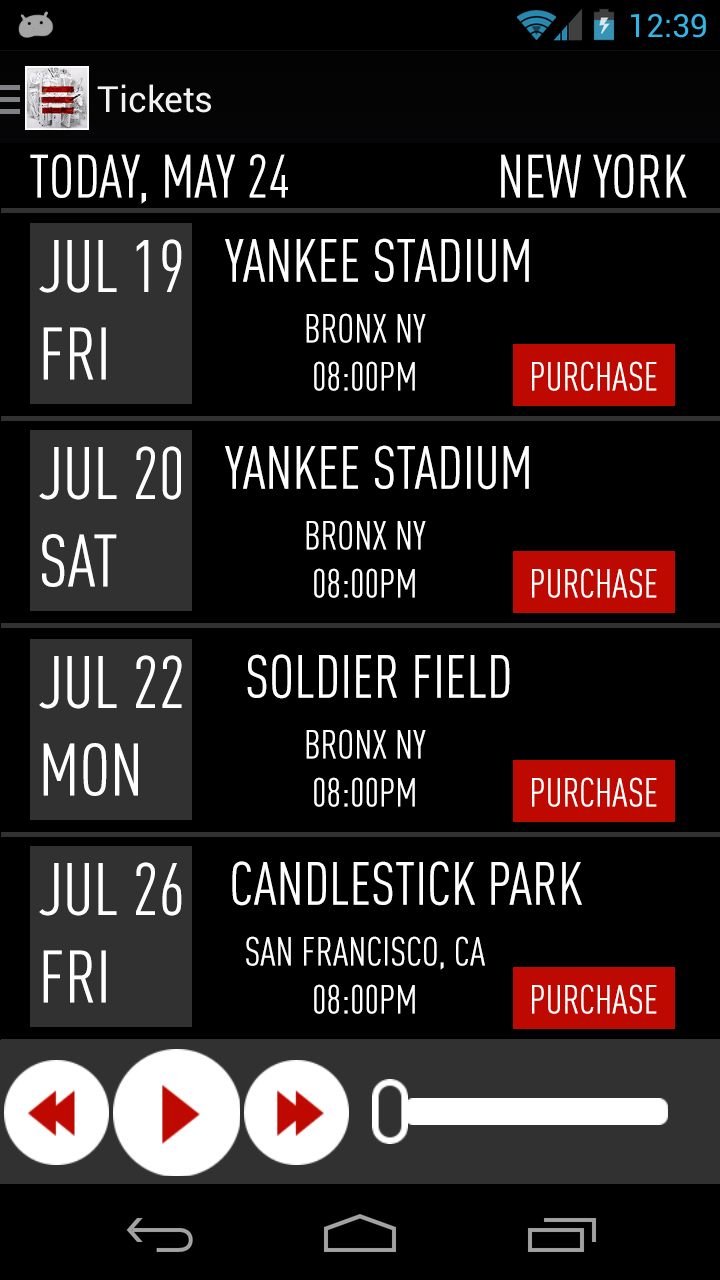 12:39
Tickets
TODAY, MAY 24 NEW YORK
JUL 19
FRI
YANKEE STADIUM
BRONX NY
08:00PM
PURCHASE
JUL 20
SAT
YANKEE STADIUM
BRONX NY
08:00PM
PURCHASE
JUL 22
MON
SOLDIER FIELD
BRONX NY
08:00PM
PURCHASE
JUL 26
FRI
CANDLESTICK PARK
SAN FRANCISCO, CA
08:00PM
PURCHASE